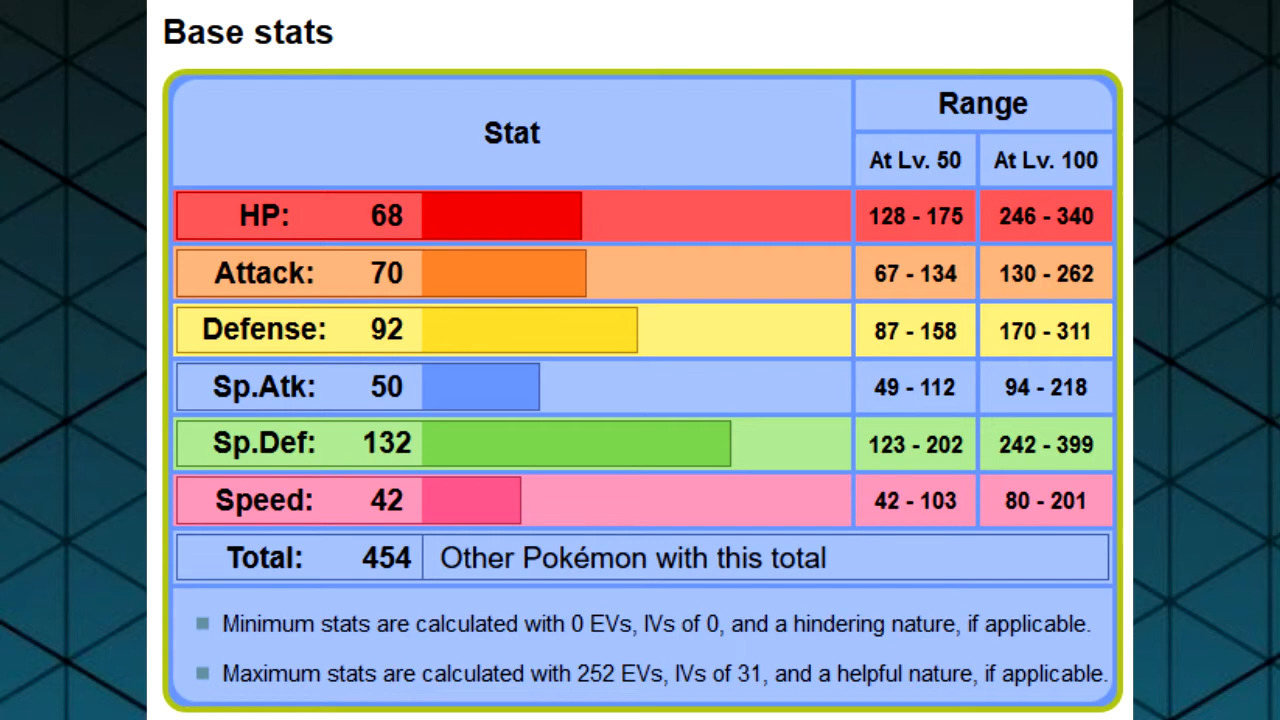 Base stats
Stat Range
At Lv. 50 At Lv. 100
HP: 68 128 - 175 246 - 340
Attack: 70 67 - 134 130 - 262
Defense: 92 87 - 158 170 - 311
Sp.Atk: 50 49 - 112 94 - 218
Sp.Def: 132 123 - 202 242 - 399
Speed: 42 42 - 103 80 - 201
Total: 454 Other Pokémon with this total
Minimum stats are calculated with 0 EVs, IVs of 0, and a hindering nature, if applicable.
Maximum stats are calculated with 252 EVs, IVs of 31, and a helpful nature, if applicable.